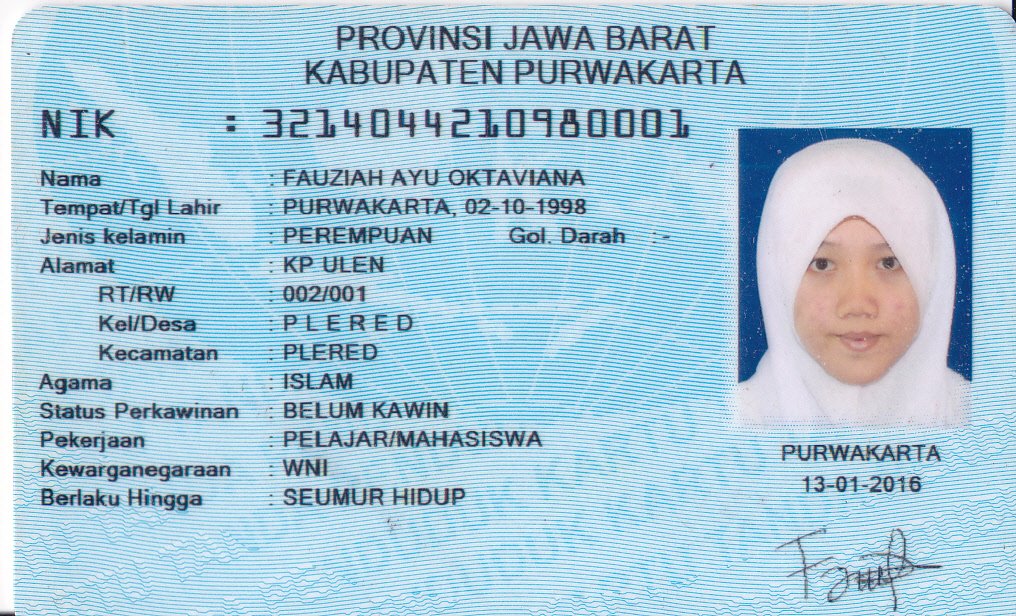 PROVINSI JAWA BARAT
KABUPATEN PURWAKARTA
NIK : 3214044210980001
Nama : FAUZIAH AYU OKTAVIANA
Tempat/Tgl Lahir : PURWAKARTA, 02-10-1998
Jenis kelamin : PEREMPUAN Gol. Darah : -
Alamat : KP ULEN
RT/RW : 002/001
Kel/Desa : P L E R E D
Kecamatan : PLERED
Agama : ISLAM
Status Perkawinan : BELUM KAWIN
Pekerjaan : PELAJAR/MAHASISWA
Kewarganegaraan : WNI
Berlaku Hingga : SEUMUR HIDUP
PURWAKARTA
13-01-2016